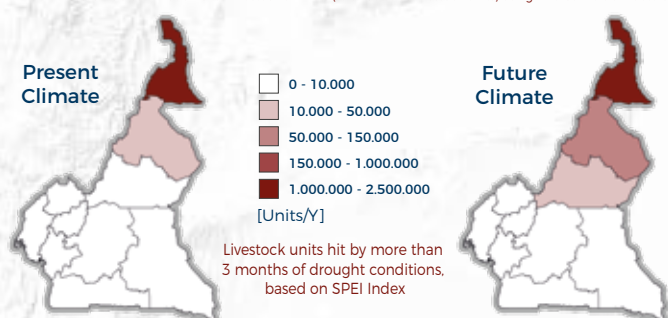 Present
Climate
0 - 10.000
10.000 - 50.000
50.000 - 150.000
150.000 - 1.000.000
1.000.000 - 2.500.000
[Units/Y]
Livestock units hit by more than
3 months of drought conditions,
based on SPEI Index
Future
Climate